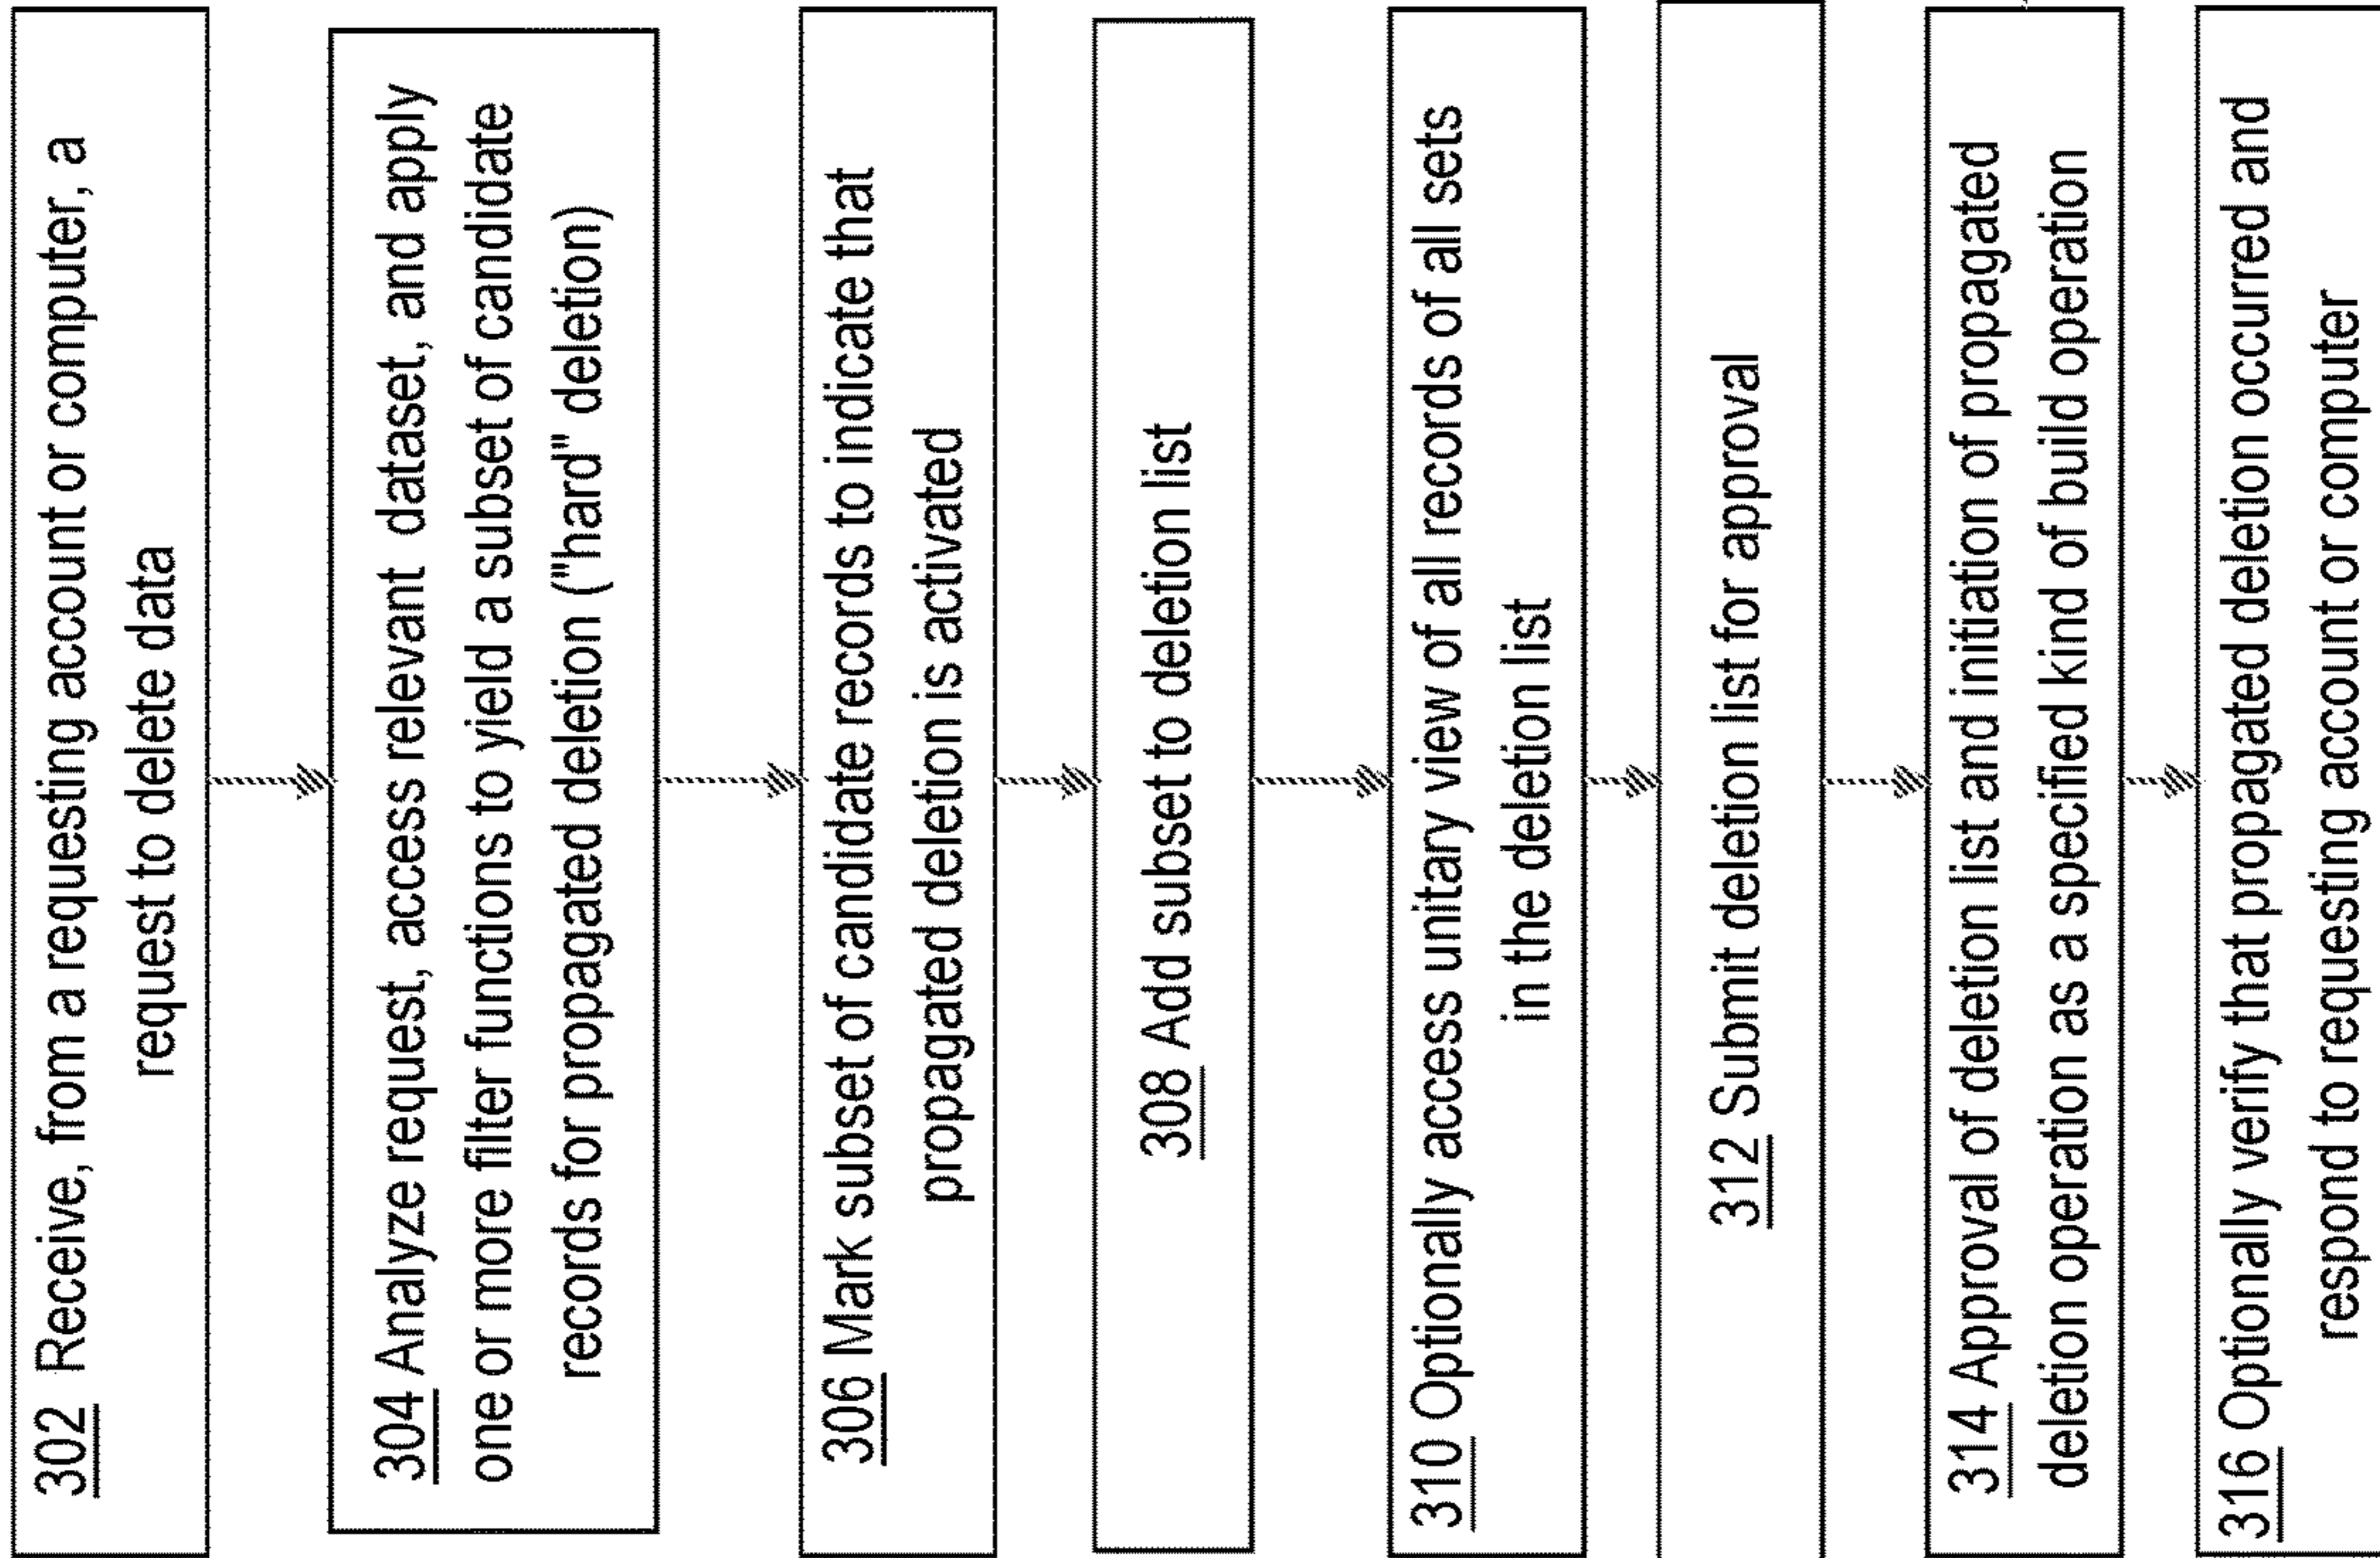 302 Receive, from a requesting account or computer, a
request to delete data
304 Analyze request, access relevant dataset, and apply
one or more filter functions to yield a subset of candidate
records for propagated deletion ("hard" deletion)
306 Mark subset of candidate records to indicate that
propagated deletion is activated
308 Add subset to deletion list
310 Optionally access unitary view of all records of all sets
in the deletion list
312 Submit deletion list for approval
314 Approval of deletion list and initiation of propagated
deletion operation as a specified kind of build operation
316 Optionally verify that propagated deletion occurred and
respond to requesting account or computer